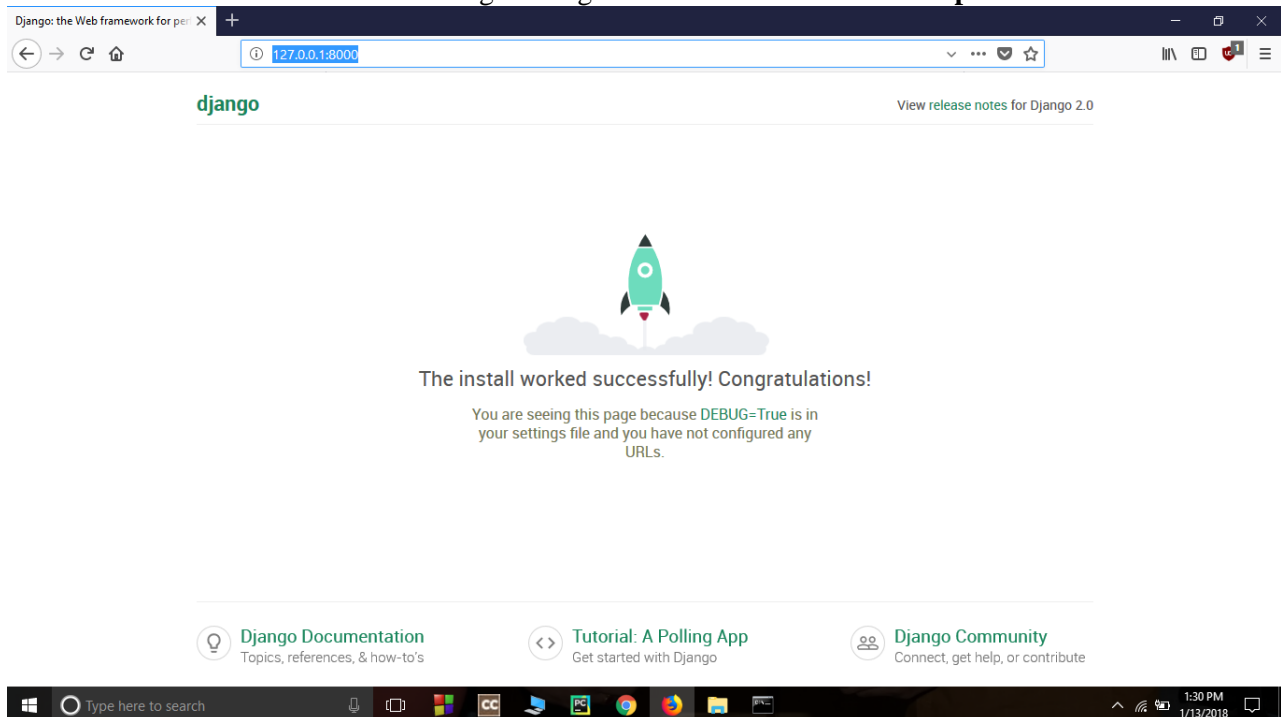 Django: the Web framework for per
127.0.0.1:8000
django
View release notes for Django 2.0
The install worked successfully! Congratulations!
You are seeing this page because DEBUG=True is in
your settings file and you have not configured any
URLs.
Django Documentation
Topics, references, & how-to's
Tutorial: A Polling App
Get started with Django
Django Community
Connect, get help, or contribute
Type here to search
CC
PC
1:30 PM
1/13/2018